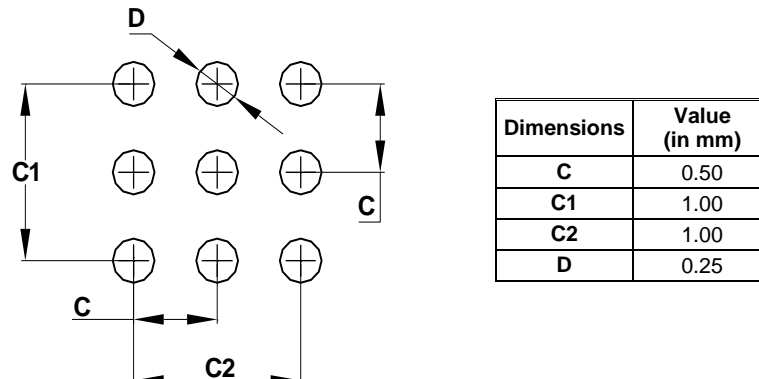 D
C1
C
C
C2
Dimensions Value (in mm)
C 0.50
C1 1.00
C2 1.00
D 0.25